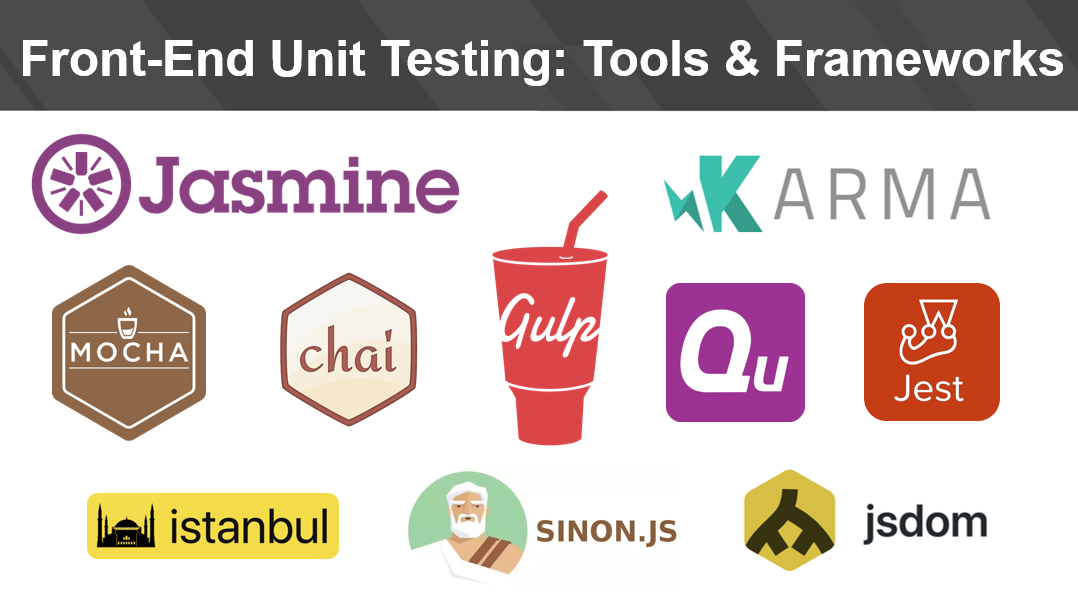 Front-End Unit Testing: Tools & Frameworks
Jasmine
KARMA
MOCHA
chai
Gulp
Qu
Jest
istanbul
SINON.JS
jsdom